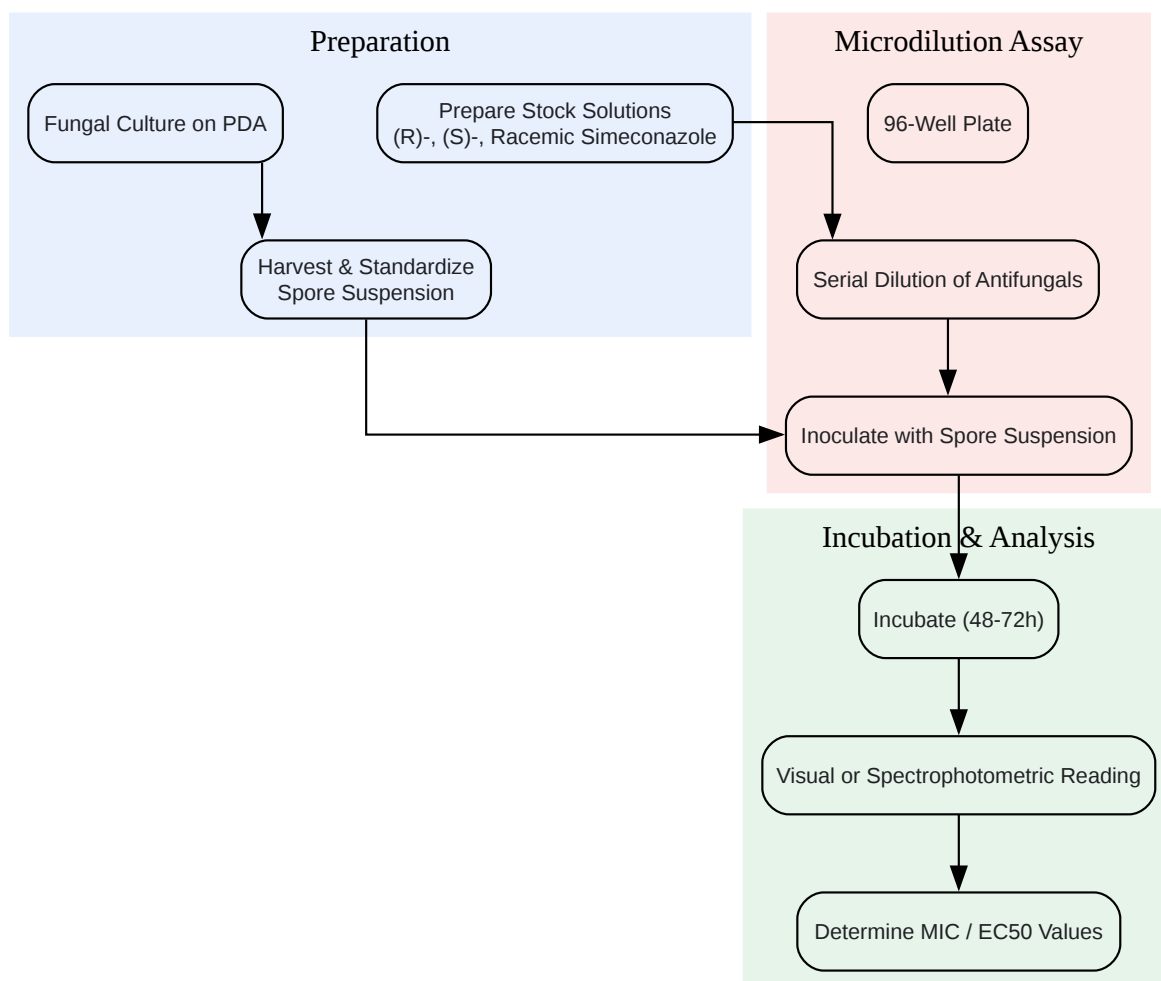 Preparation
Fungal Culture on PDA
Prepare Stock Solutions
(R)-, (S)-, Racemic Simeconazole
Harvest & Standardize
Spore Suspension
Microdilution Assay
96-Well Plate
Serial Dilution of Antifungals
Inoculate with Spore Suspension
Incubation & Analysis
Incubate (48-72h)
Visual or Spectrophotometric Reading
Determine MIC / EC50 Values